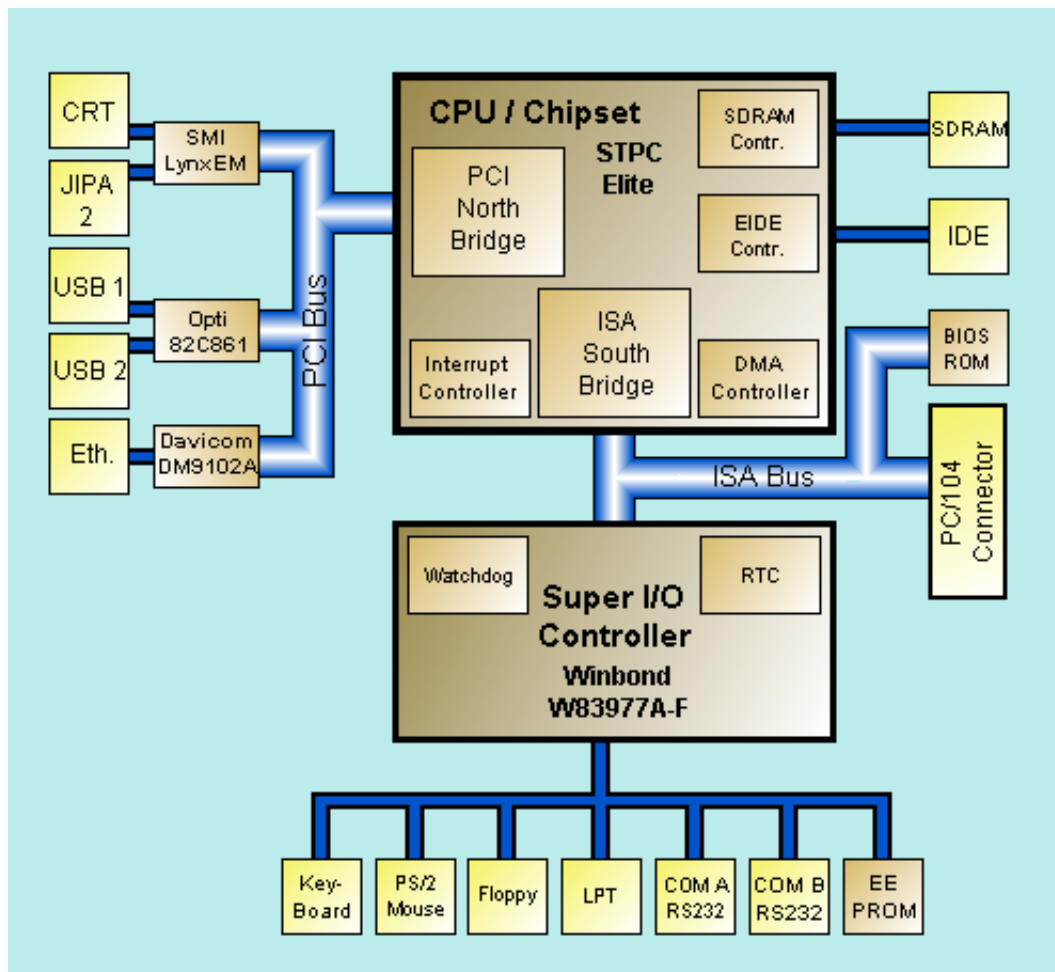 CRT
JIPA
2
USB 1
USB 2
Eth.
SMI
LynxEM
Opti
82C861
Davicom
DM9102A
PCI Bus
CPU / Chipset
STPC
Elite
PCI
North
Bridge
SDRAM
Contr.
EIDE
Contr.
Interrupt
Controller
ISA
South
Bridge
DMA
Controller
SDRAM
IDE
BIOS
ROM
PC/104
Connector
ISA Bus
Watchdog
RTC
Super I/O
Controller
Winbond
W83977A-F
Key-
Board
PS/2
Mouse
Floppy
LPT
COM A
RS232
COM B
RS232
EE
PROM